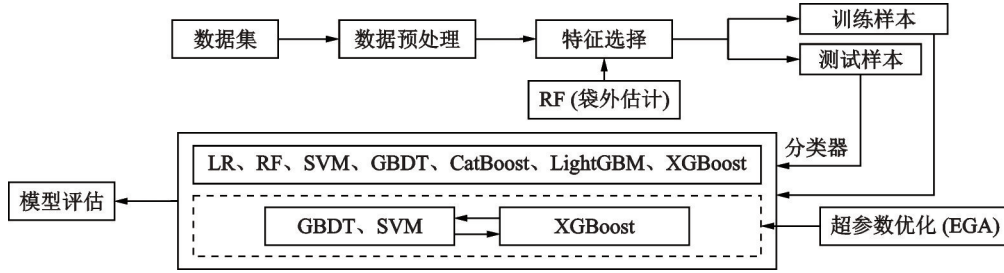 训练样本
数据集
数据预处理
特征选择
测试样本
RF (袋外估计)
分类器
LR、RF、SVM、GBDT、CatBoost、LightGBM、XGBoost
模型评估
GBDT、SVM
XGBoost
超参数优化 (EGA)